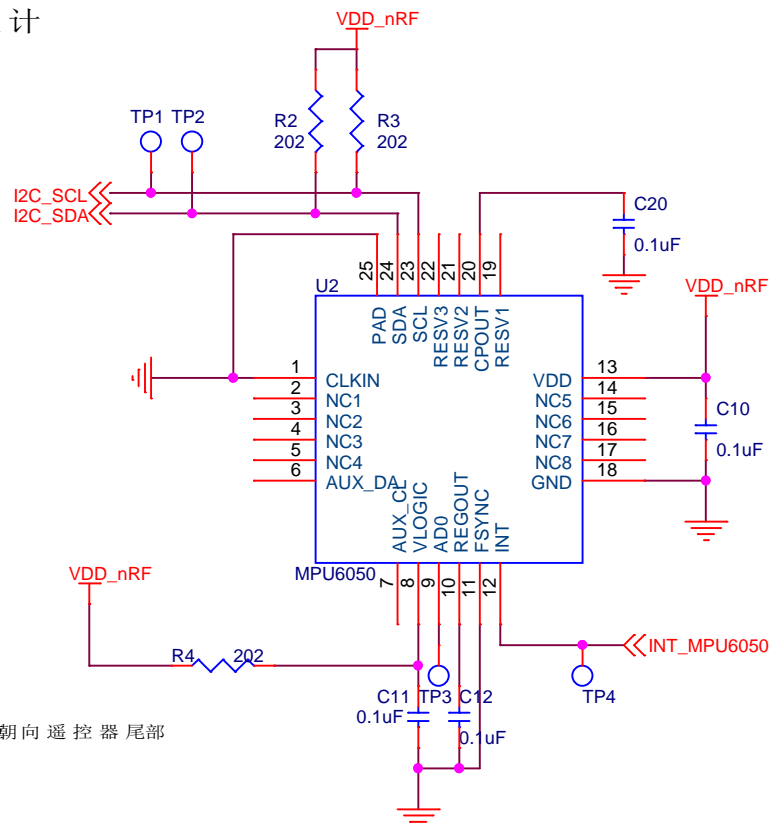 计
VDD_nRF
TP1 TP2
R2 202
R3 202
I2C_SCL
I2C_SDA
C20
0.1uF
25 24 23 22 21 20 19
U2
PAD SDA SCL RESV3 RESV2 CPOUT RESV1
VDD_nRF
1 CLKIN
2 NC1
3 NC2
4 NC3
5 NC4
6 AUX_DA
VDD 13
NC5 14
NC6 15
NC7 16
NC8 17
GND 18
C10
0.1uF
AUX_CL VLOGIC AD0 REGOUT FSYNC INT
MPU6050
7 8 9 10 11 12
VDD_nRF
R4 202
INT_MPU6050
TP4
C11 0.1uF
TP3
C12 0.1uF
朝向遥控器尾部